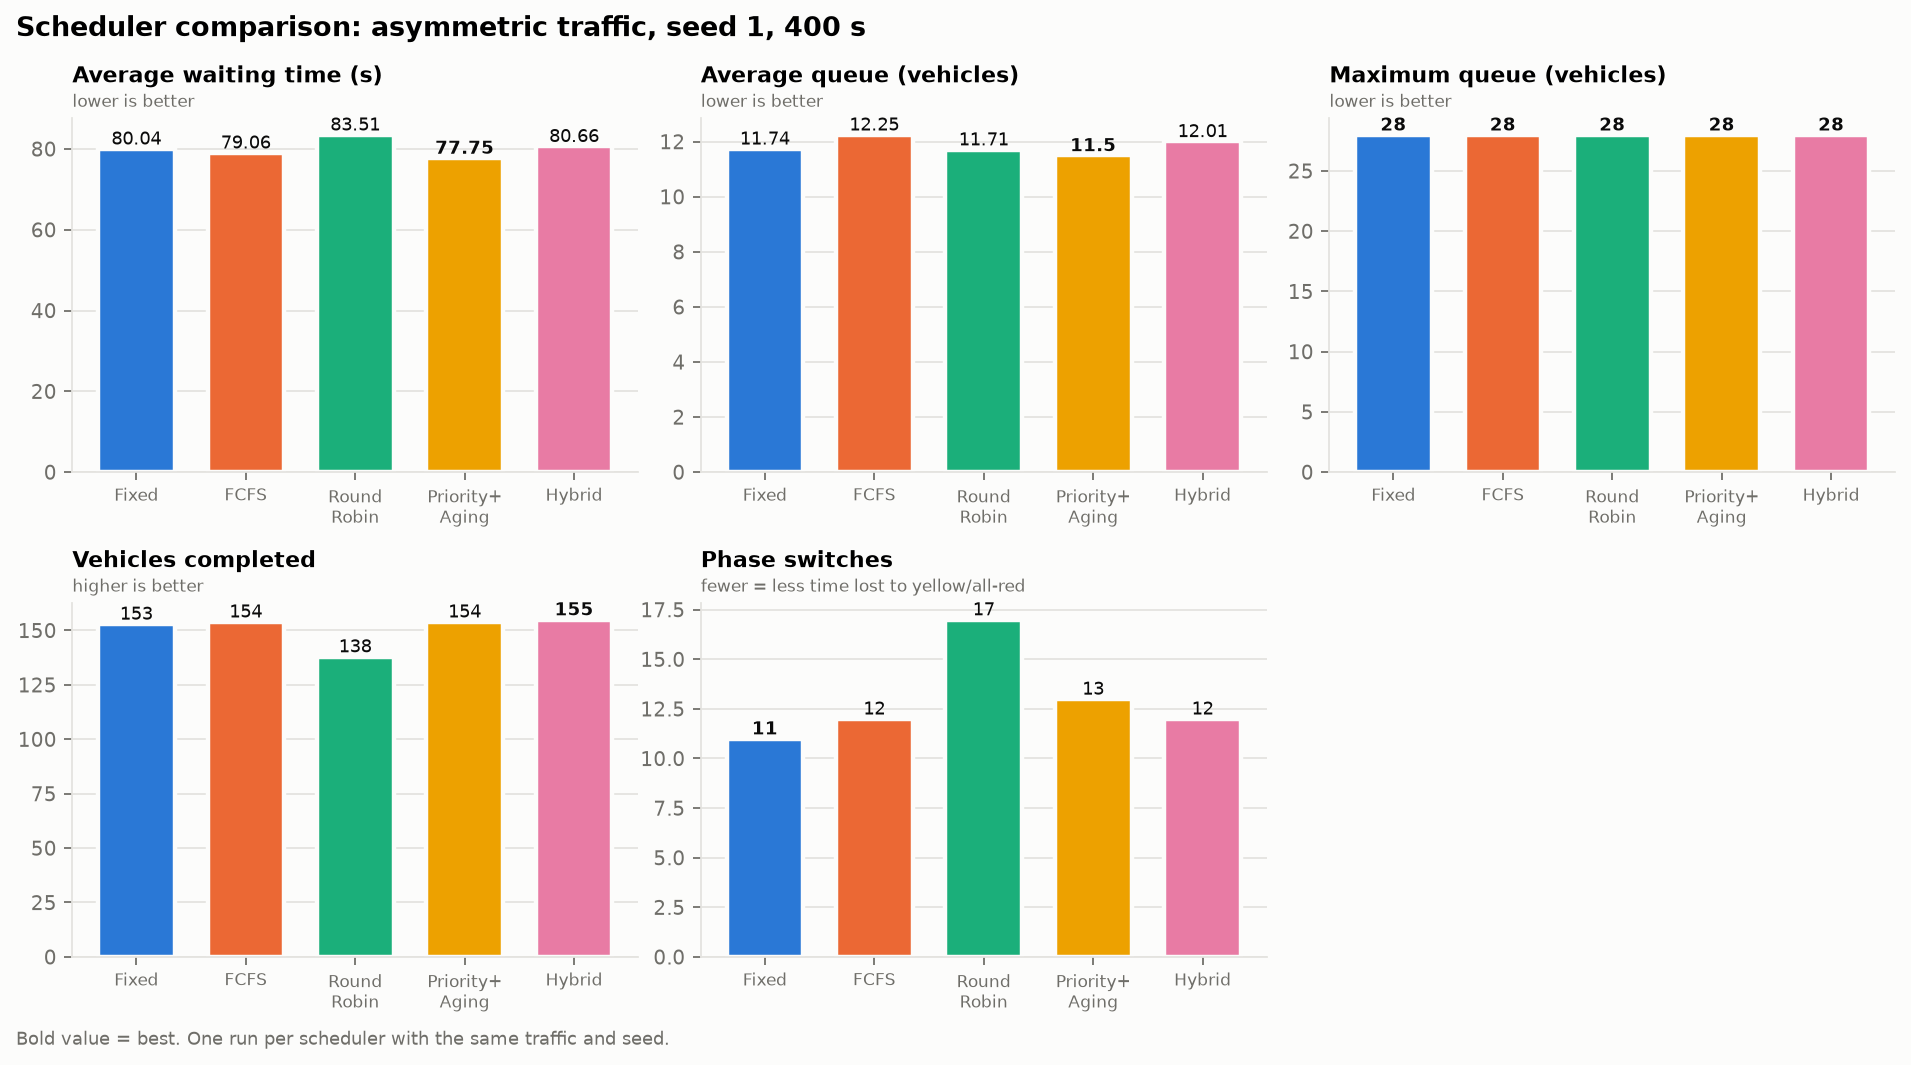 Scheduler comparison: asymmetric traffic, seed 1, 400 s
Average waiting time (s)
lower is better
80
60
40
20
0
80.04
79.06
83.51
77.75
80.66
Fixed
FCFS
Round
Robin
Priority+
Aging
Hybrid
Average queue (vehicles)
lower is better
12
10
8
6
4
2
0
11.74
12.25
11.71
11.5
12.01
Fixed
FCFS
Round
Robin
Priority+
Aging
Hybrid
Maximum queue (vehicles)
lower is better
25
20
15
10
5
0
28
28
28
28
28
Fixed
FCFS
Round
Robin
Priority+
Aging
Hybrid
Vehicles completed
higher is better
150
125
100
75
50
25
0
153
154
138
154
155
Fixed
FCFS
Round
Robin
Priority+
Aging
Hybrid
Phase switches
fewer = less time lost to yellow/all-red
17.5
15.0
12.5
10.0
7.5
5.0
2.5
0.0
11
12
17
13
12
Fixed
FCFS
Round
Robin
Priority+
Aging
Hybrid
Bold value = best. One run per scheduler with the same traffic and seed.